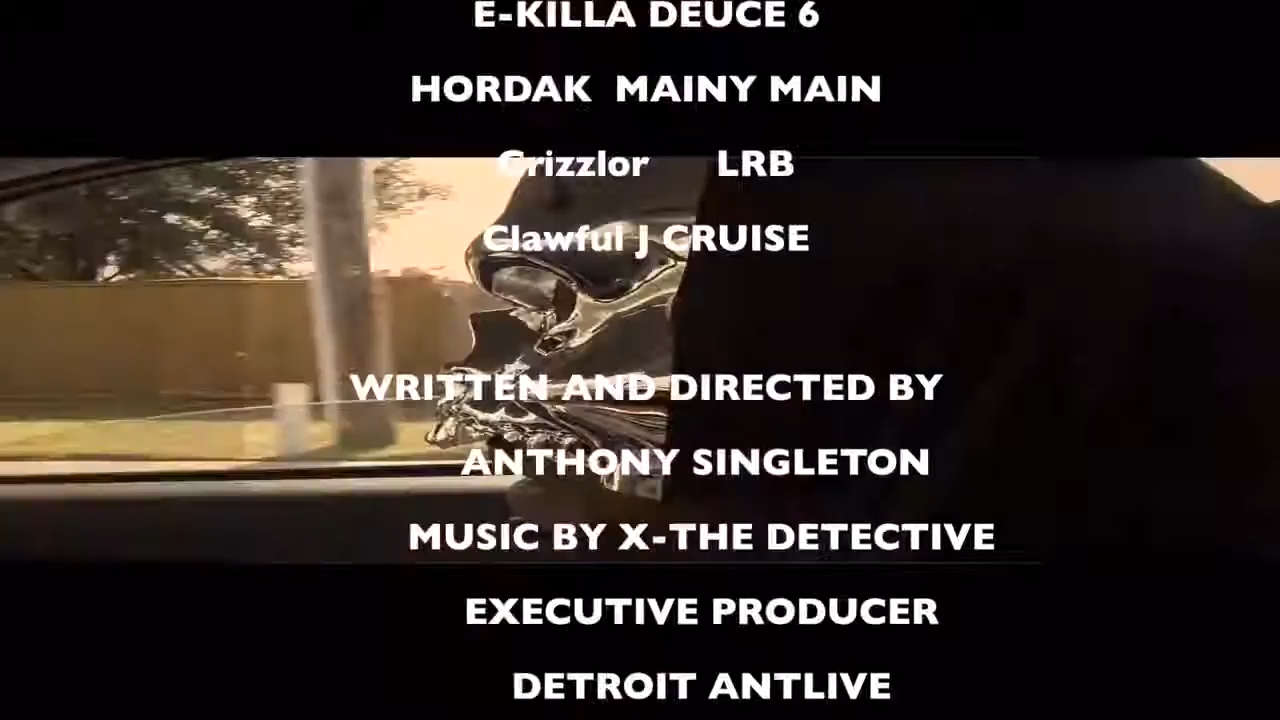 E-KILLA DEUCE 6
HORDAK MAINY MAIN
Grizzlor LRB
Clawful J CRUISE
WRITTEN AND DIRECTED BY
ANTHONY SINGLETON
MUSIC BY X-THE DETECTIVE
EXECUTIVE PRODUCER
DETROIT ANTLIVE